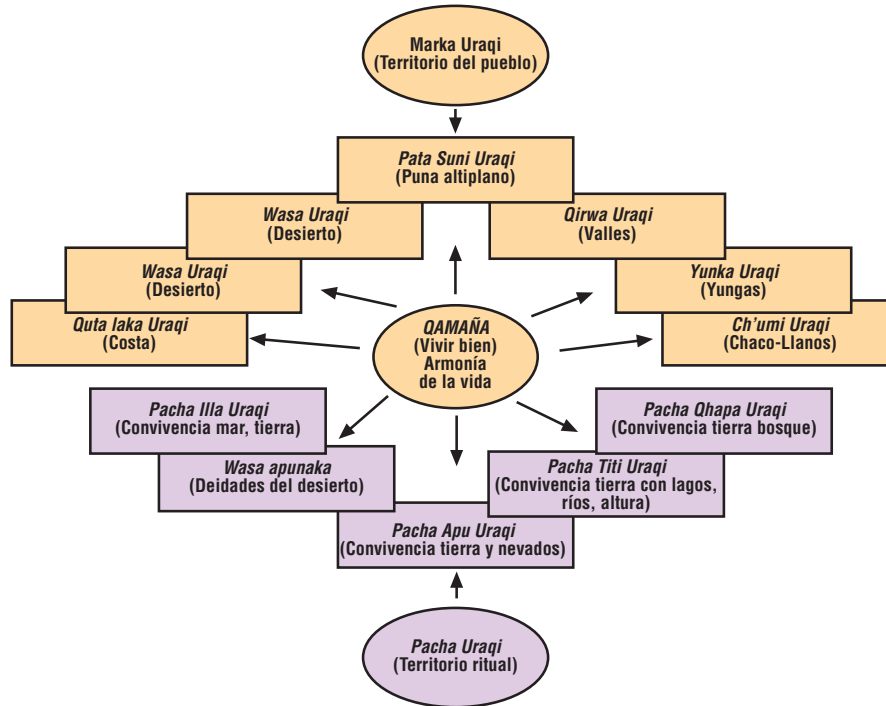 Marka Uraqi
(Territorio del pueblo)
Pata Suni Uraqi
(Puna altiplano)
Wasa Uraqi
(Desierto)
Qirwa Uraqi
(Valles)
Wasa Uraqi
(Desierto)
Yunka Uraqi
(Yungas)
Quta laka Uraqi
(Costa)
QAMAÑA
(Vivir bien)
Armonía
de la vida
Ch'umi Uraqi
(Chaco-Llanos)
Pacha Illa Uraqi
(Convivencia mar, tierra)
Pacha Qhapa Uraqi
(Convivencia tierra bosque)
Wasa apunaka
(Deidades del desierto)
Pacha Titi Uraqi
(Convivencia tierra con lagos,
ríos, altura)
Pacha Apu Uraqi
(Convivencia tierra y nevados)
Pacha Uraqi
(Territorio ritual)